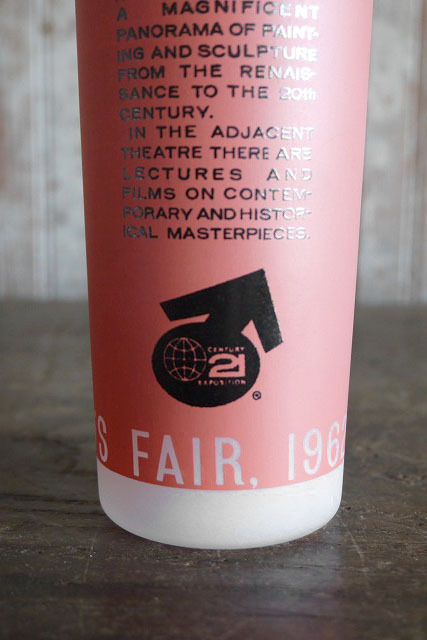 A MAGNIFICENT
PANORAMA OF PAINT-
ING AND SCULPTURE
FROM THE RENAIS-
SANCE TO THE 20th
CENTURY.
IN THE ADJACENT
THEATRE THERE ARE
LECTURES AND
FILMS ON CONTEM-
PORARY AND HISTOR-
ICAL MASTERPIECES.
CENTURY
21
EXPOSITION
®
S FAIR, 1962